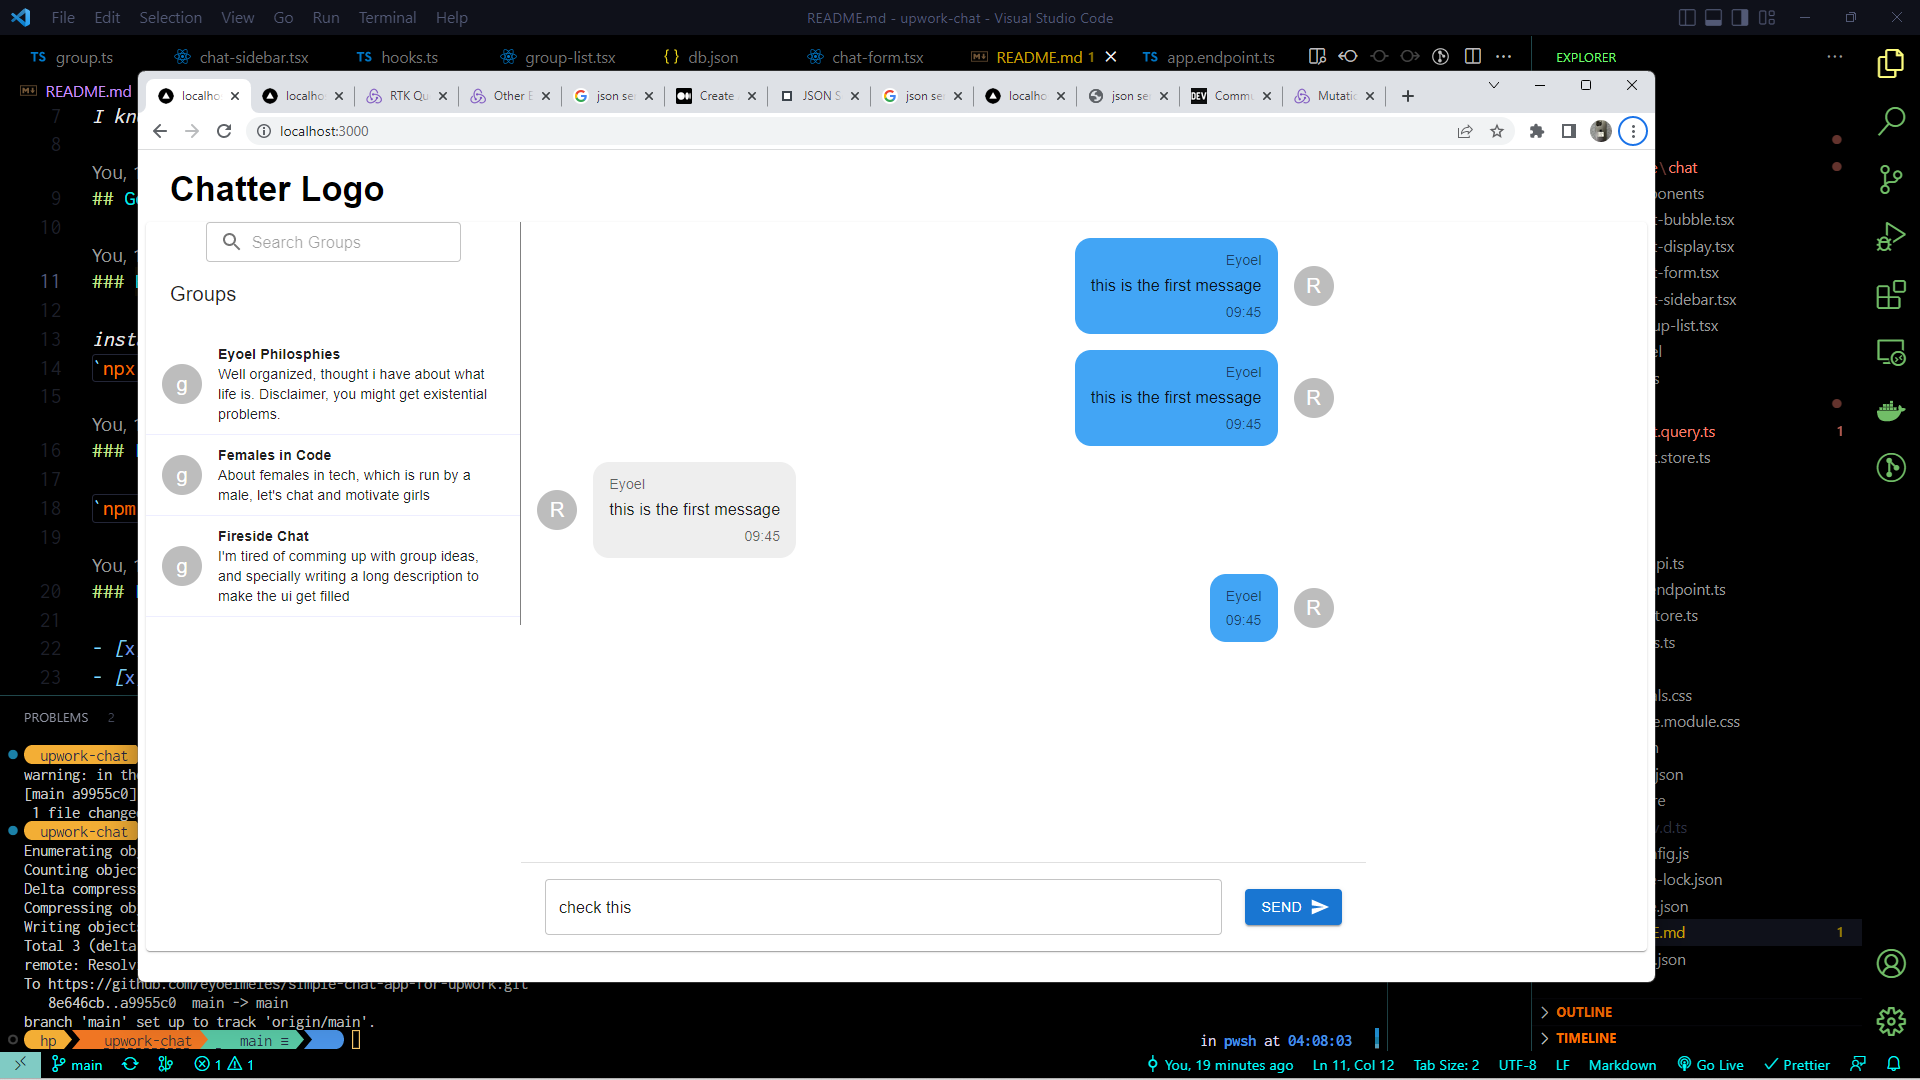 File Edit Selection View Go Run Terminal Help
README.md - upwork-chat - Visual Studio Code
TS group.ts
chat-sidebar.tsx
TS hooks.ts
group-list.tsx
{} db.json
chat-form.tsx
README.md 1
TS app.endpoint.ts
EXPLORER
README.md
7 I kn
8
You,
9 ## G
10
You,
11 ###
12
13 inst
14 `npx
15
You,
16 ###
17
18 `npm
19
You,
20 ###
21
22 - [x
23 - [x
localho
localho
RTK Qu
Other E
json se
Create
JSON S
json se
localho
json se
DEV Commu
Mutatio
localhost:3000
Chatter Logo
Search Groups
Groups
g
Eyoel Philosphies
Well organized, thought i have about what
life is. Disclaimer, you might get existential
problems.
g
Females in Code
About females in tech, which is run by a
male, let's chat and motivate girls
g
Fireside Chat
I'm tired of comming up with group ideas,
and specially writing a long description to
make the ui get filled
Eyoel
this is the first message
09:45
R
Eyoel
this is the first message
09:45
R
R
Eyoel
this is the first message
09:45
Eyoel
09:45
R
check this
SEND
\chat
onents
-bubble.tsx
-display.tsx
-form.tsx
-sidebar.tsx
up-list.tsx
el
s
t.query.ts 1
.store.ts
pi.ts
endpoint.ts
tore.ts
s.ts
ls.css
e.module.css
n
json
re
v.d.ts
nfig.js
e-lock.json
e.json
E.md 1
.json
OUTLINE
TIMELINE
PROBLEMS 2
upwork-chat
warning: in th
[main a9955c0]
1 file change
upwork-chat
Enumerating ob
Counting objec
Delta compress
Compressing ob
Writing object
Total 3 (delta
remote: Resolv
To https://github.com/eyoelmeles/simple-chat-app-for-upwork.git
8e646cb..a9955c0 main -> main
branch 'main' set up to track 'origin/main'.
hp upwork-chat main ≡
in pwsh at 04:08:03
main
1 1
You, 19 minutes ago
Ln 11, Col 12
Tab Size: 2
UTF-8
LF
Markdown
Go Live
Prettier